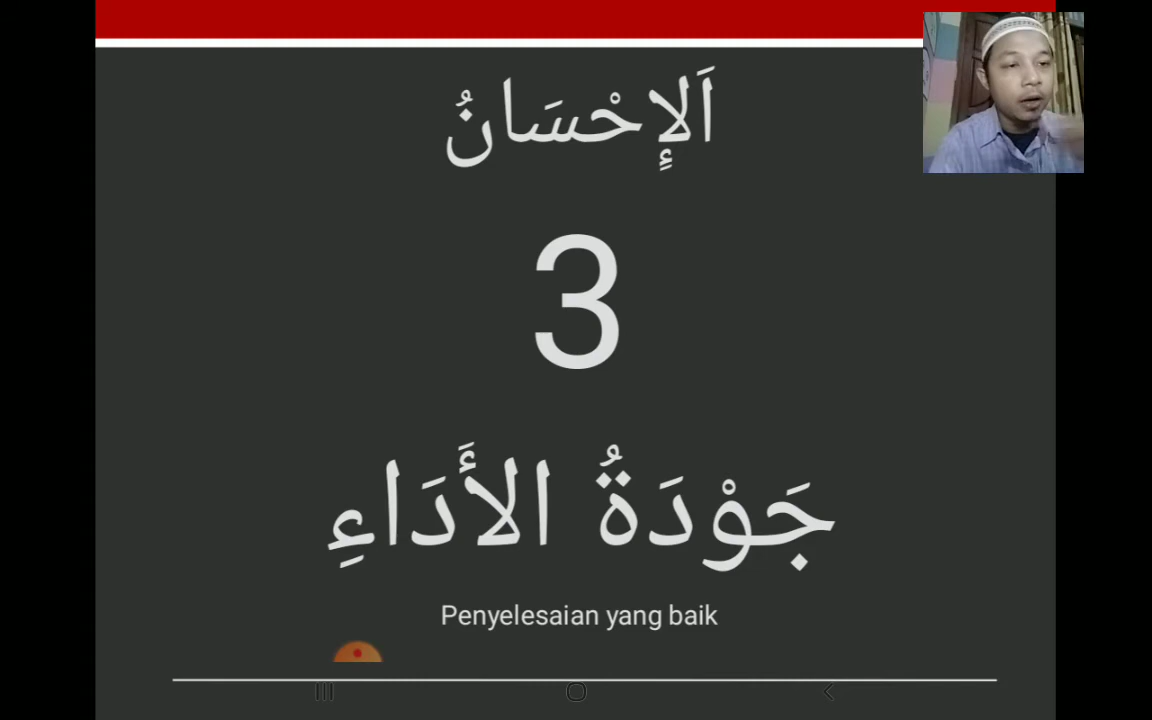 اَلإِحْسَانُ
3
جَوْدَةُ الأَدَاءِ
Penyelesaian yang baik